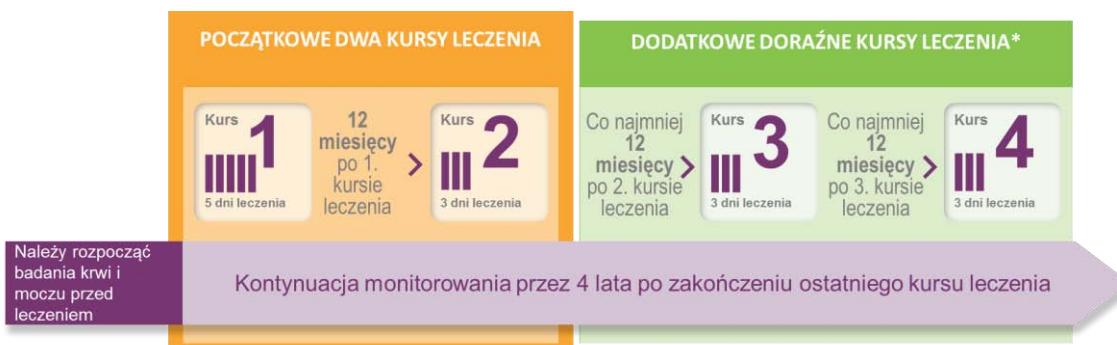 POCZĄTKOWE DWA KURSY LECZENIA
Kurs
1
5 dni leczenia
12
miesięcy
po 1.
kursie
leczenia
Kurs
2
3 dni leczenia
DODATKOWE DORAŹNE KURSY LECZENIA*
Co najmniej
12
miesięcy
po 2. kursie
leczenia
Kurs
3
3 dni leczenia
Co najmniej
12
miesięcy
po 3. kursie
leczenia
Kurs
4
3 dni leczenia
Należy rozpocząć
badania krwi i
moczu przed
leczeniem
Kontynuacja monitorowania przez 4 lata po zakończeniu ostatniego kursu leczenia